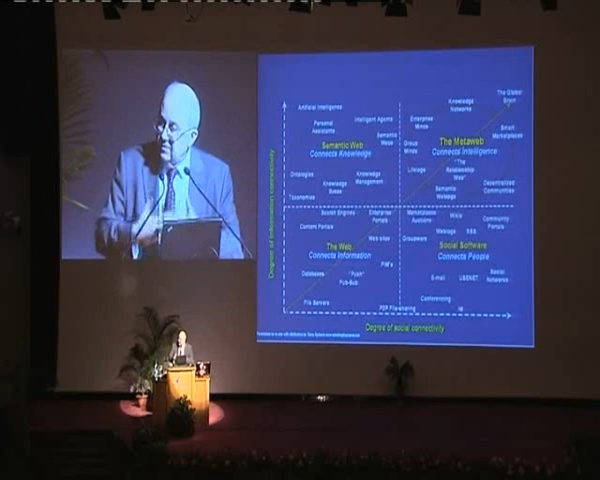 The Global
Brain
Artificial Intelligence
Knowledge
Networks
Personal
Assistants
Intelligent Agents
Enterprise
Minds
Smart
Marketplaces
Semantic Web
Connects Knowledge
Group
Minds
The Metaweb
Connects Intelligence
"The
Relationship
Web"
Lifelogs
Ontologies
Knowledge
Bases
Knowledge
Management
Semantic
Weblogs
Decentralized
Communities
Taxonomies
Search Engines
Enterprise
Portals
Marketplaces
Auctions
Wikis
Community
Portals
Content Portals
Web sites
Weblogs
RSS
Groupware
The Web
Connects Information
Social Software
Connects People
PIM's
Databases
"Push"
Pub-Sub
E-mail
USENET
Social
Networks
File Servers
Conferencing
P2P File-sharing
IM
Degree of Information connectivity
Degree of social connectivity